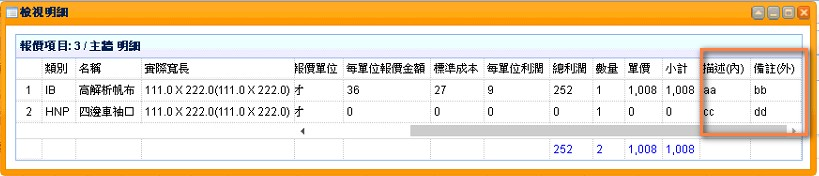 檢視明細
報價項目: 3 / 主牆 明細
類別 名稱 實際寬長 報價單位 每單位報價金額 標準成本 每單位利潤 總利潤 數量 單價 小計 描述(內) 備註(外)
1 IB 高解析帆布 111.0 X 222.0(111.0 X 222.0) 才 36 27 9 252 1 1,008 1,008 aa bb
2 HNP 四邊車袖口 111.0 X 222.0(111.0 X 222.0) 才 0 0 0 0 1 0 0 cc dd
252 2 1,008 1,008